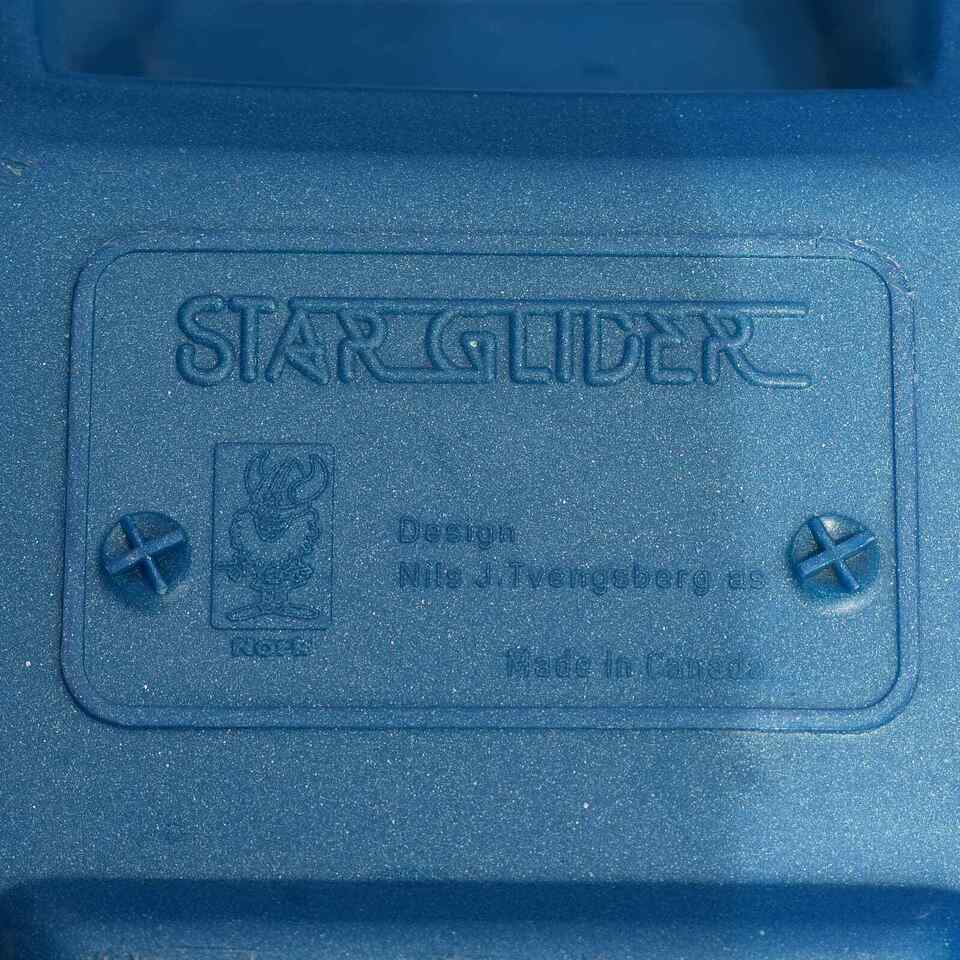 STAR GLIDER
Design
Nils J. Tvengsberg as
Made in Canada